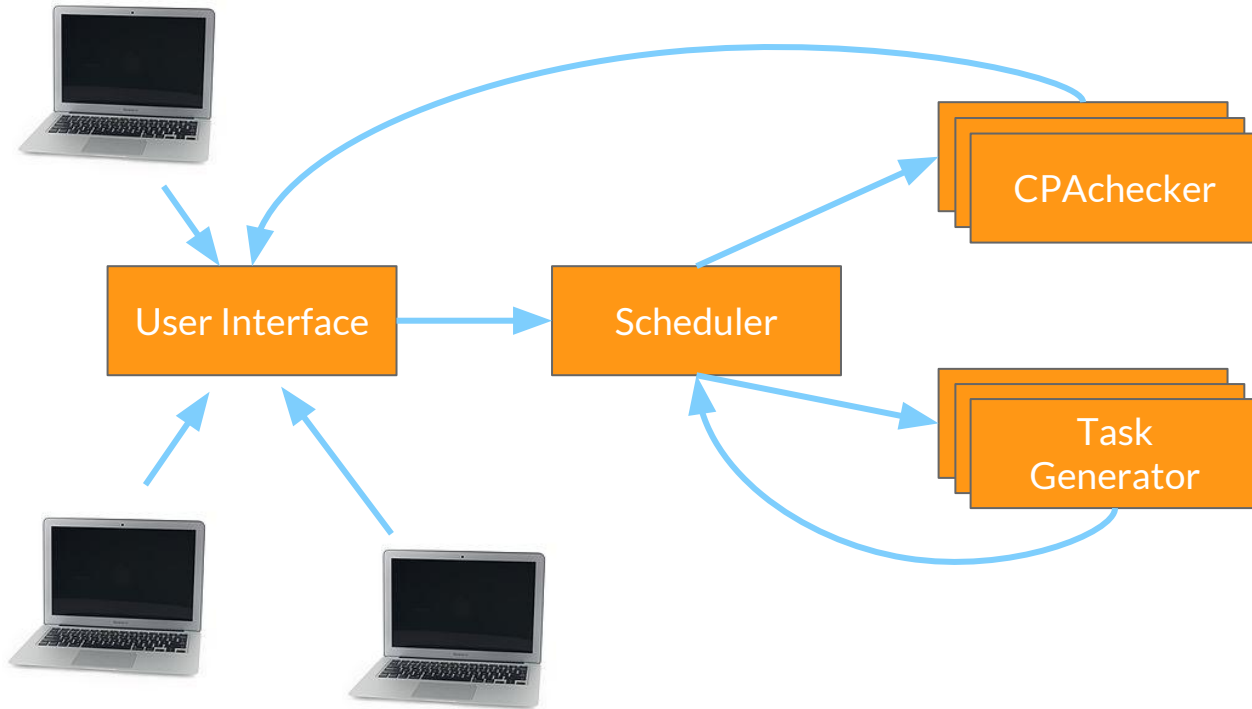 CPAchecker
User Interface
Scheduler
Task
Generator